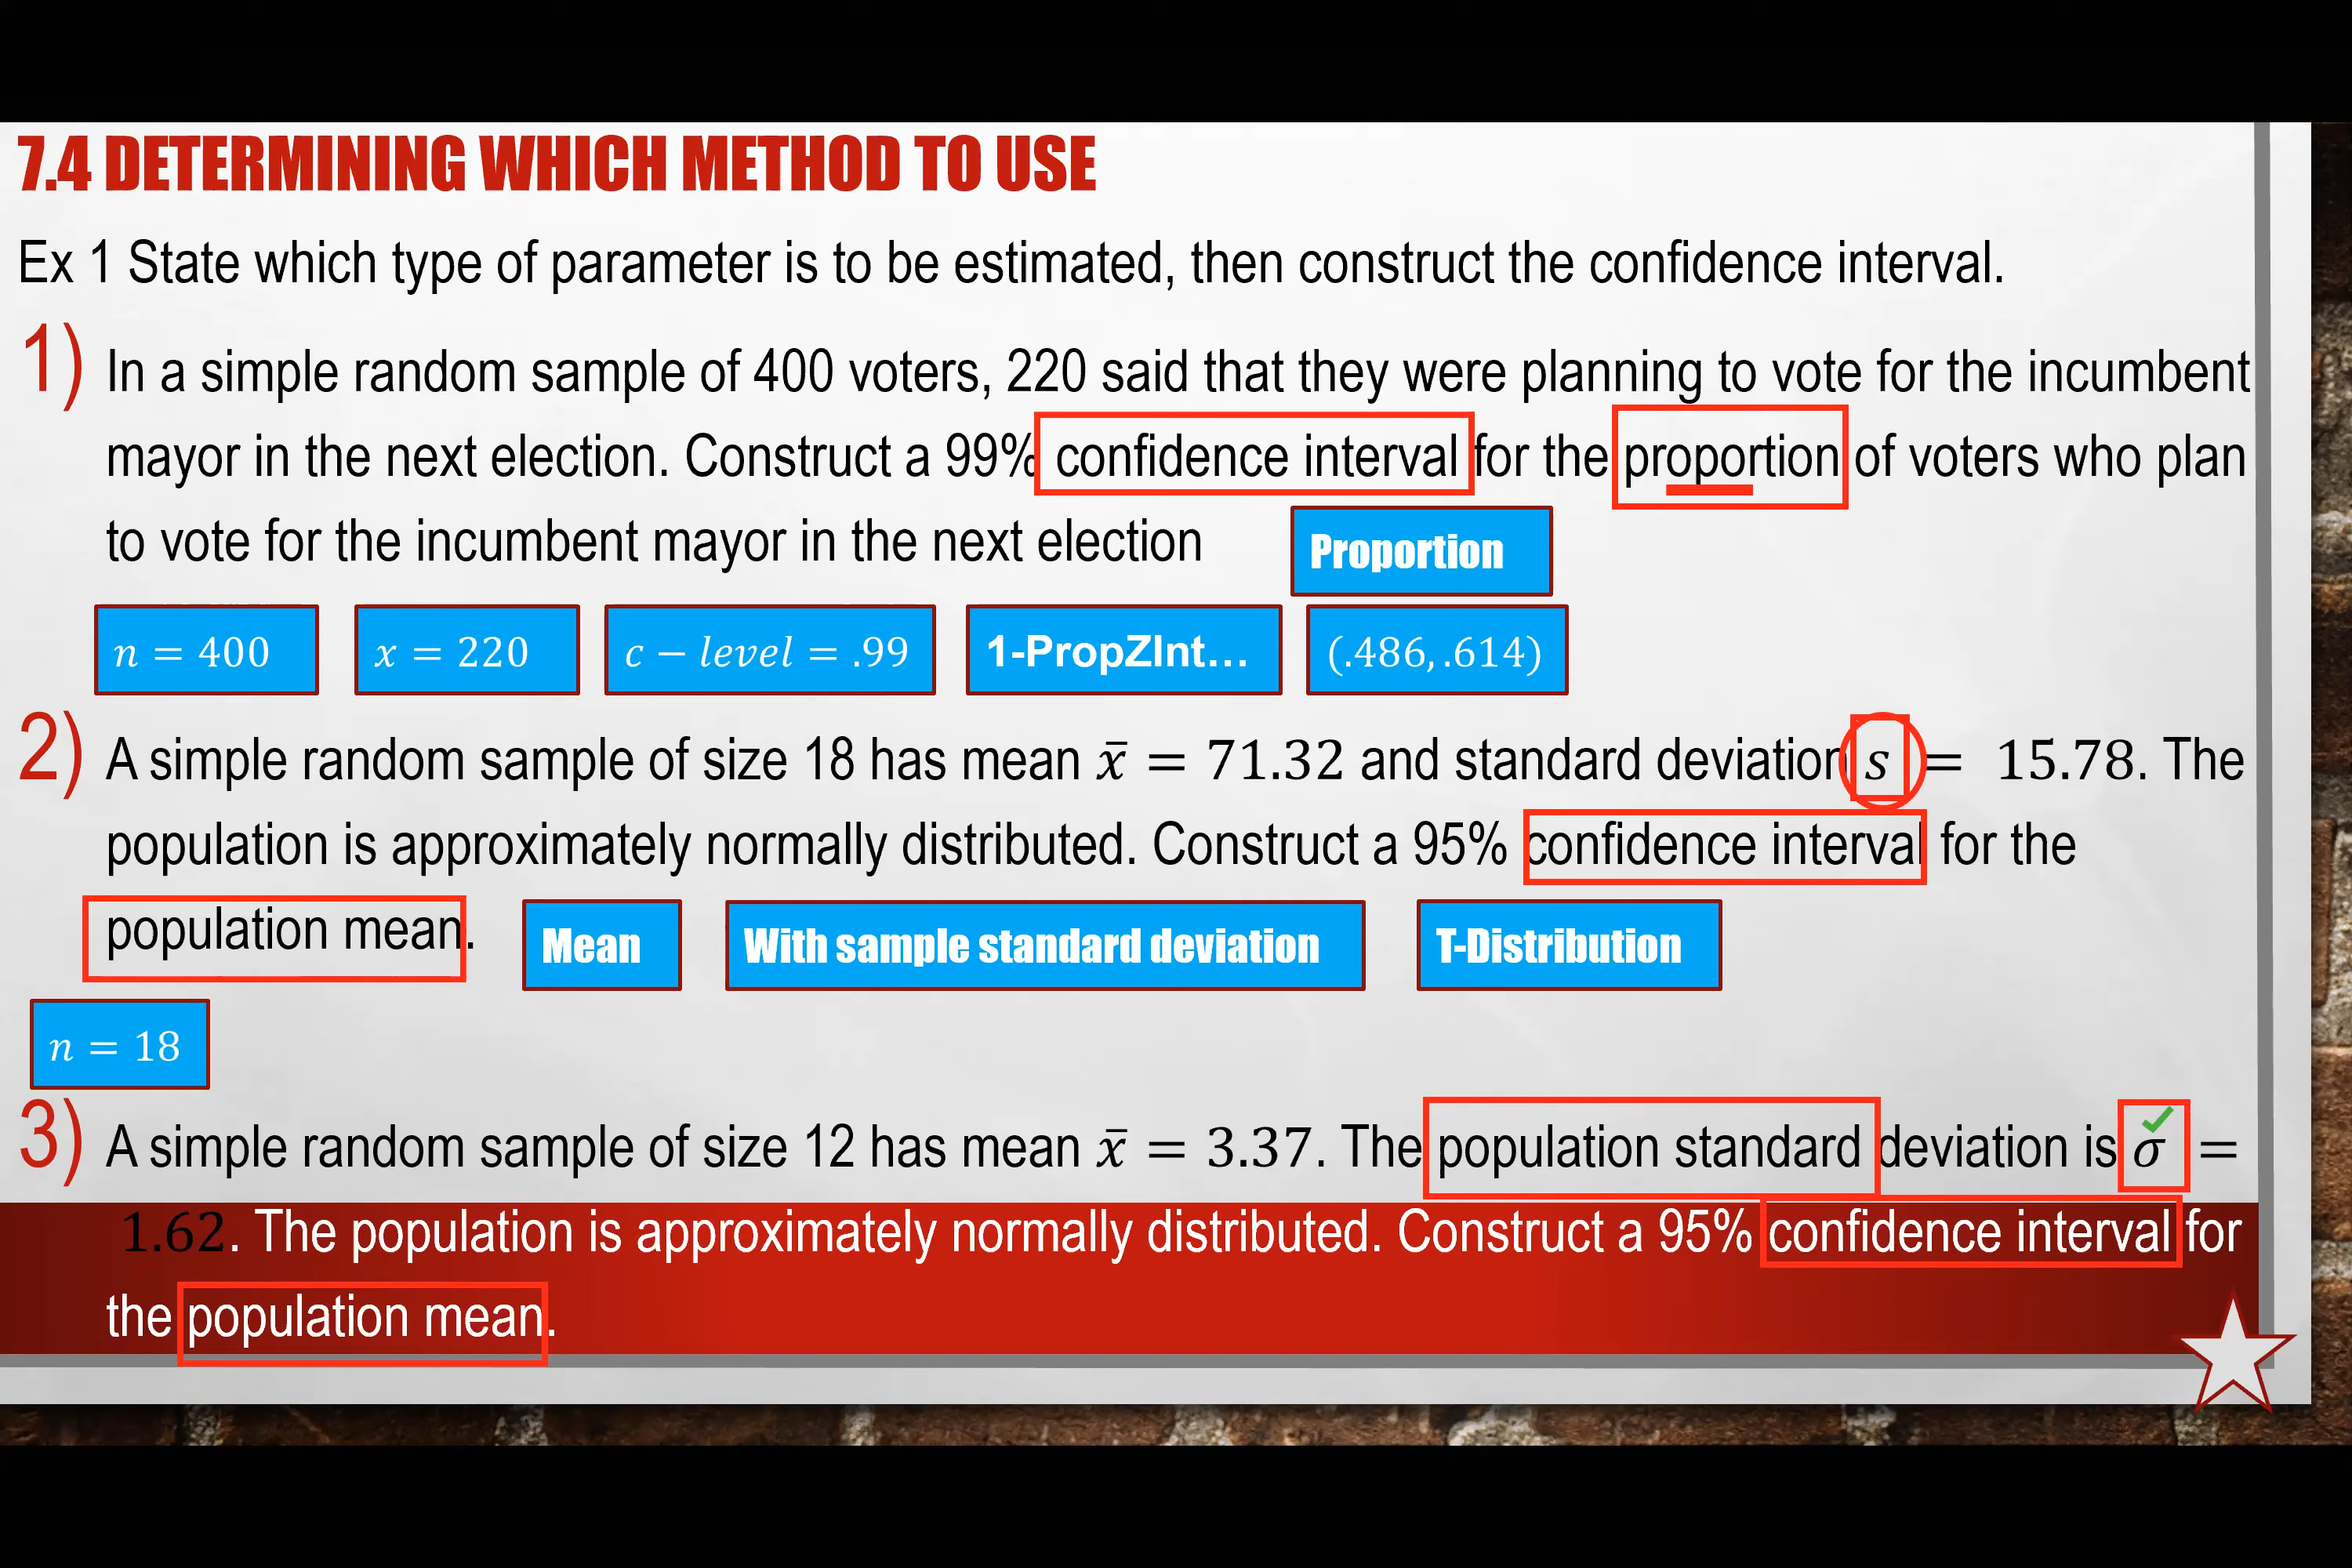 7.4 DETERMINING WHICH METHOD TO USE
Ex 1 State which type of parameter is to be estimated, then construct the confidence interval.
1) In a simple random sample of 400 voters, 220 said that they were planning to vote for the incumbent
mayor in the next election. Construct a 99% confidence interval for the proportion of voters who plan
to vote for the incumbent mayor in the next election
Proportion
n = 400 x = 220 c − level = .99 1-PropZInt... (.486, .614)
2) A simple random sample of size 18 has mean x̄ = 71.32 and standard deviation s = 15.78. The
population is approximately normally distributed. Construct a 95% confidence interval for the
population mean. Mean With sample standard deviation T-Distribution
n = 18
3) A simple random sample of size 12 has mean x̄ = 3.37. The population standard deviation is σ =
1.62. The population is approximately normally distributed. Construct a 95% confidence interval for
the population mean.